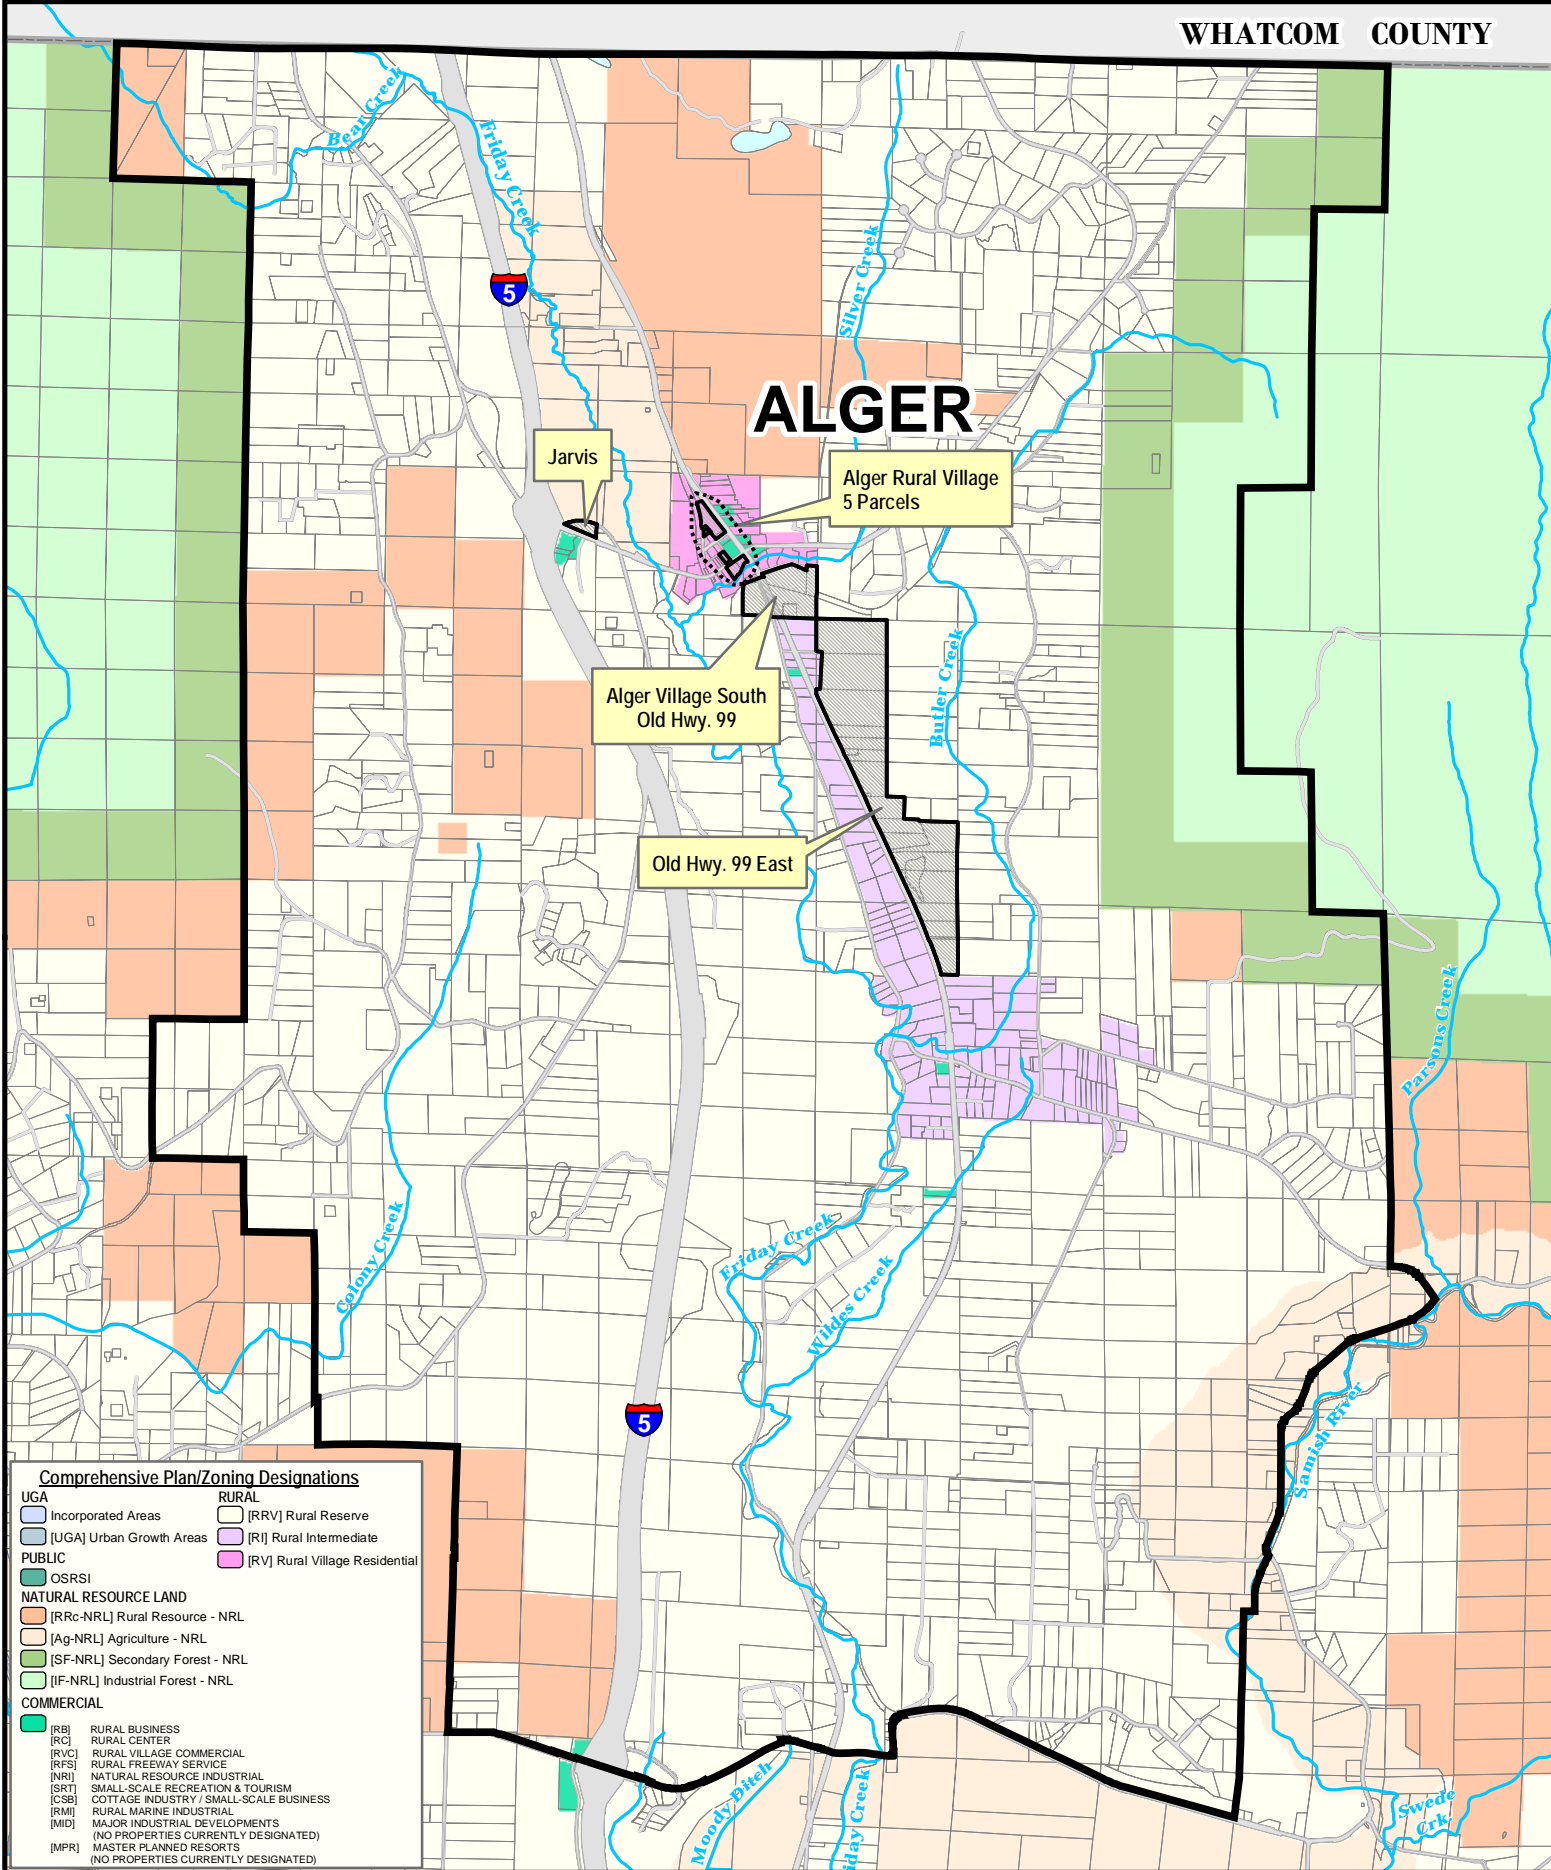 WHATCOM COUNTY
Bear Creek
Friday Creek
5
Silver Creek
ALGER
Jarvis
Alger Rural Village
5 Parcels
Butler Creek
Alger Village South
Old Hwy. 99
Old Hwy. 99 East
Parsons Creek
Colony Creek
Friday Creek
Wildes Creek
5
Samish River
Moody Ditch
iday Creek
Swede
Crk.
Comprehensive Plan/Zoning Designations
UGA
Incorporated Areas
[UGA] Urban Growth Areas
PUBLIC
OSRSI
RURAL
[RRV] Rural Reserve
[RI] Rural Intermediate
[RV] Rural Village Residential
NATURAL RESOURCE LAND
[RRc-NRL] Rural Resource - NRL
[Ag-NRL] Agriculture - NRL
[SF-NRL] Secondary Forest - NRL
[IF-NRL] Industrial Forest - NRL
COMMERCIAL
[RB] RURAL BUSINESS
[RC] RURAL CENTER
[RVC] RURAL VILLAGE COMMERCIAL
[RFS] RURAL FREEWAY SERVICE
[NRI] NATURAL RESOURCE INDUSTRIAL
[SRT] SMALL-SCALE RECREATION & TOURISM
[CSB] COTTAGE INDUSTRY / SMALL-SCALE BUSINESS
[RMI] RURAL MARINE INDUSTRIAL
[MID] MAJOR INDUSTRIAL DEVELOPMENTS
(NO PROPERTIES CURRENTLY DESIGNATED)
[MPR] MASTER PLANNED RESORTS
(NO PROPERTIES CURRENTLY DESIGNATED)